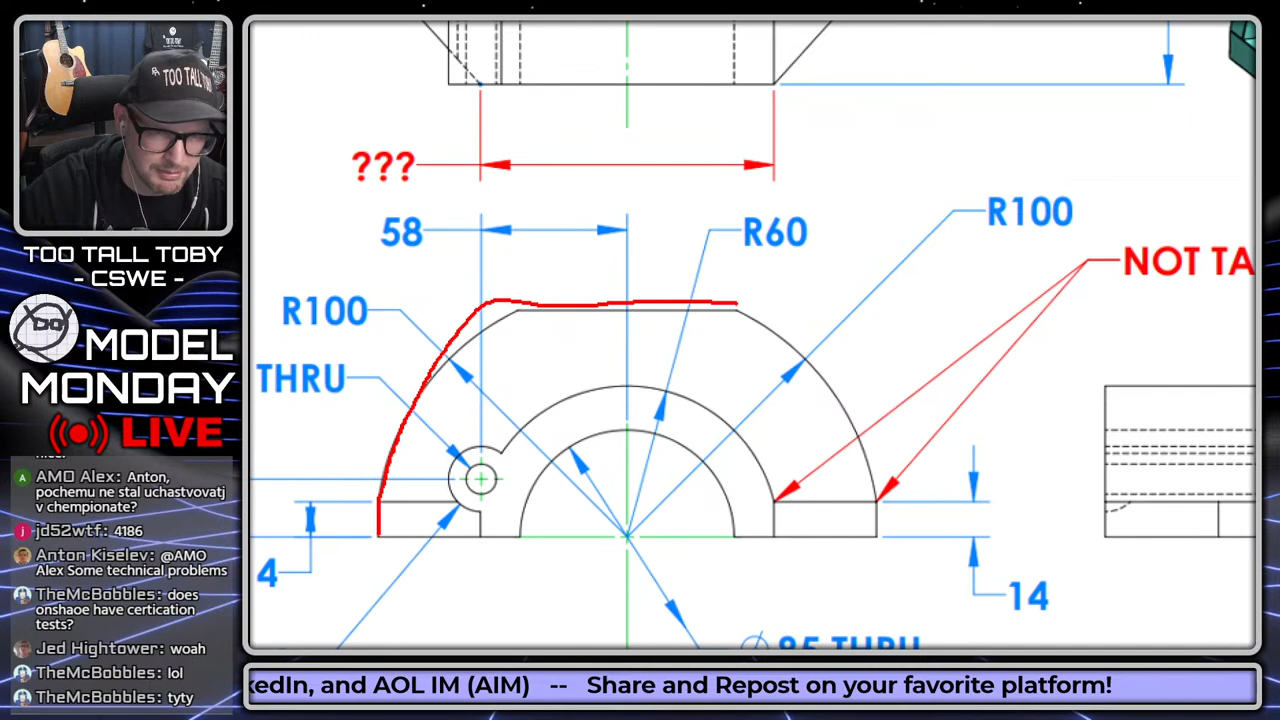 TOO TALL TOBY
TOO TALL TOBY
- CSWE -
MODEL
MONDAY
LIVE
AMO Alex: Anton,
pochemu ne stal uchastvovatj
v chempionate?
jd52wtf: 4186
Anton Kiselev: @AMO
Alex Some technical problems
TheMcBobbles: does
onshaoe have certication
tests?
Jed Hightower: woah
TheMcBobbles: lol
TheMcBobbles: tyty
???
58
R60
R100
NOT TA
R100
THRU
4
14
kedIn, and AOL IM (AIM) -- Share and Repost on your favorite platform!